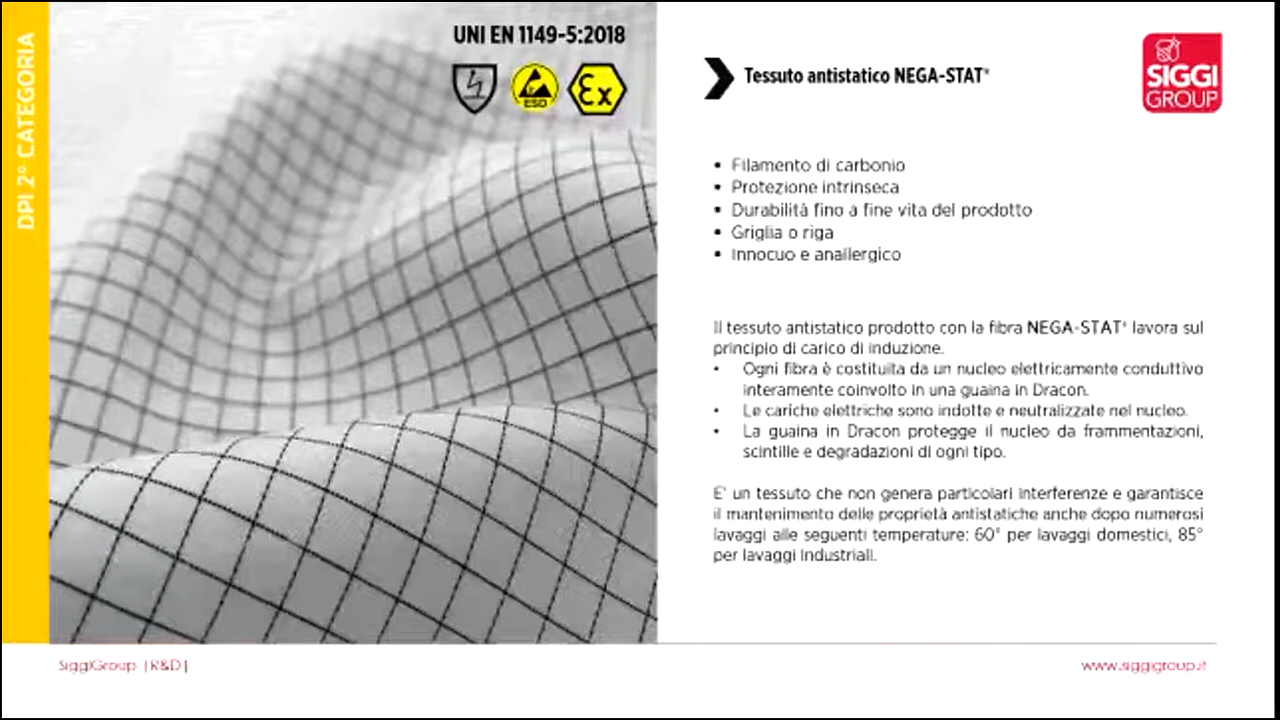 DPI 2° CATEGORIA
UNI EN 1149-5:2018
ESD
Ex
Tessuto antistatico NEGA-STAT®
SIGGI
GROUP
▪ Filamento di carbonio
▪ Protezione intrinseca
▪ Durabilità fino a fine vita del prodotto
▪ Griglia o riga
▪ Innocuo e anallergico
Il tessuto antistatico prodotto con la fibra NEGA-STAT® lavora sul
principio di carico di induzione.
• Ogni fibra è costituita da un nucleo elettricamente conduttivo
interamente coinvolto in una guaina in Dracon.
• Le cariche elettriche sono indotte e neutralizzate nel nucleo.
• La guaina in Dracon protegge il nucleo da frammentazioni,
scintille e degradazioni di ogni tipo.
E' un tessuto che non genera particolari interferenze e garantisce
il mantenimento delle proprietà antistatiche anche dopo numerosi
lavaggi alle seguenti temperature: 60° per lavaggi domestici, 85°
per lavaggi Industriali.
SiggiGroup |R&D|
www.siggigroup.it